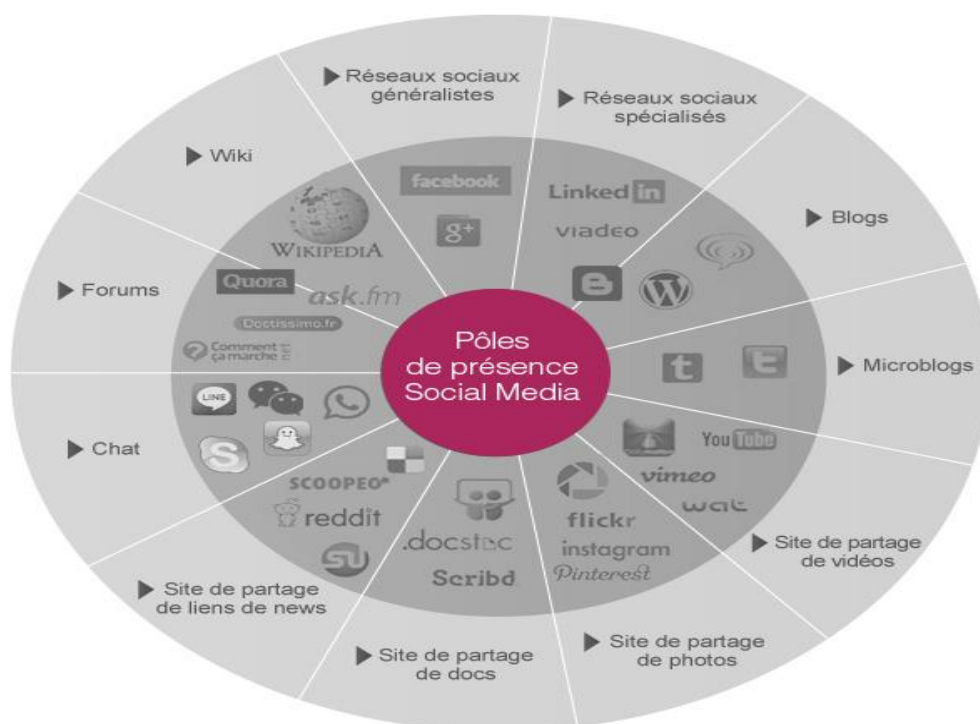 Réseaux sociaux
généralistes
Réseaux sociaux
spécialisés
Blogs
Microblogs
Site de partage
de vidéos
Site de partage
de photos
Site de partage
de docs
Site de partage
de liens de news
Chat
Forums
Wiki
Pôles
de présence
Social Media
facebook
g+
Linked in
viadeo
B
W
t
t
You Tube
vimeo
wat
flickr
instagram
Pinterest
.docstoc
Scribd
SCOOPEO
reddit
LINE
S
WIKIPEDIA
Quora
ask.fm
Doctissimo.fr
? Comment
ça marche .net